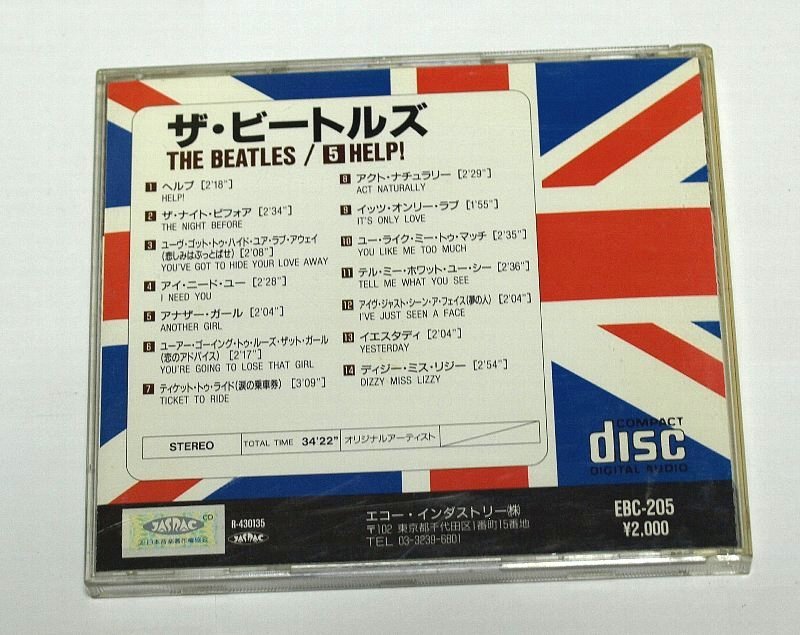 ザ・ビートルズ
THE BEATLES / 5 HELP!
1 ヘルプ [2'18"]
HELP!
2 ザ・ナイト・ビフォア [2'34"]
THE NIGHT BEFORE
3 ユーヴ・ゴット・トゥ・ハイド・ユア・ラブ・アウェイ
(悲しみはぶっとばせ) [2'08"]
YOU'VE GOT TO HIDE YOUR LOVE AWAY
4 アイ・ニード・ユー [2'28"]
I NEED YOU
5 アナザー・ガール [2'04"]
ANOTHER GIRL
6 ユーアー・ゴーイング・トゥ・ルーズ・ザット・ガール
(恋のアドバイス) [2'17"]
YOU'RE GOING TO LOSE THAT GIRL
7 ティケット・トゥ・ライド(涙の乗車券) [3'09"]
TICKET TO RIDE
8 アクト・ナチュラリー [2'29"]
ACT NATURALLY
9 イッツ・オンリー・ラブ [1'55"]
IT'S ONLY LOVE
10 ユー・ライク・ミー・トゥ・マッチ [2'35"]
YOU LIKE ME TOO MUCH
11 テル・ミー・ホワット・ユー・シー [2'36"]
TELL ME WHAT YOU SEE
12 アイヴ・ジャスト・シーン・ア・フェイス(夢の人) [2'04"]
I'VE JUST SEEN A FACE
13 イエスタディ [2'04"]
YESTERDAY
14 ディジー・ミス・リジー [2'54"]
DIZZY MISS LIZZY
STEREO TOTAL TIME 34'22" オリジナルアーティスト
COMPACT
disc
DIGITAL AUDIO
CD
JASRAC
日本音楽著作権協会
R-430135
JASRAC
エコー・インダストリー(株)
〒102 東京都千代田区1番町15番地
TEL 03-3239-6801
EBC-205
¥2,000